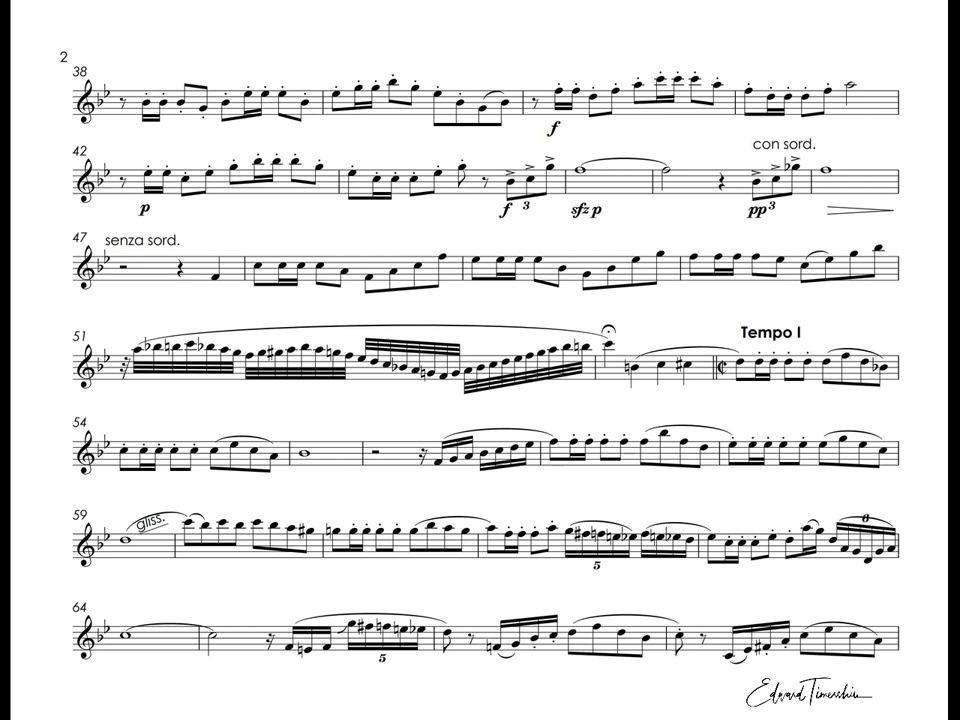 2
38
f
42
con sord.
p
f 3
sfz p
pp 3
47
senza sord.
51
Tempo I
54
59
gliss.
5
6
64
5
Edward Timershin